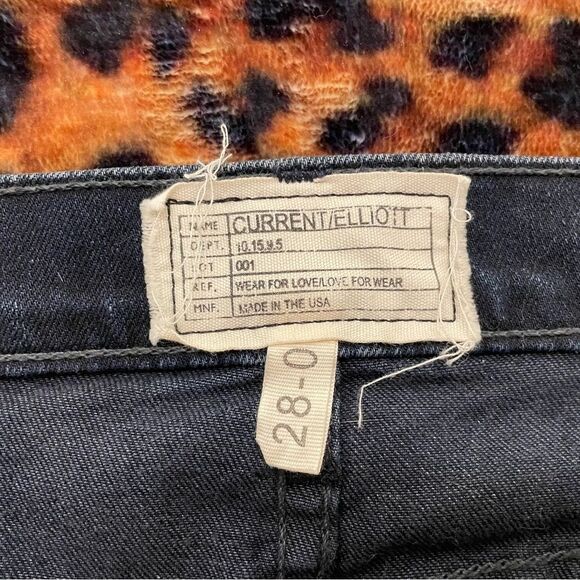 NAME CURRENT/ELLIOTT
DEPT. 10.15.9.5
LOT 001
REF. WEAR FOR LOVE/LOVE FOR WEAR
MNF. MADE IN THE USA
28-0